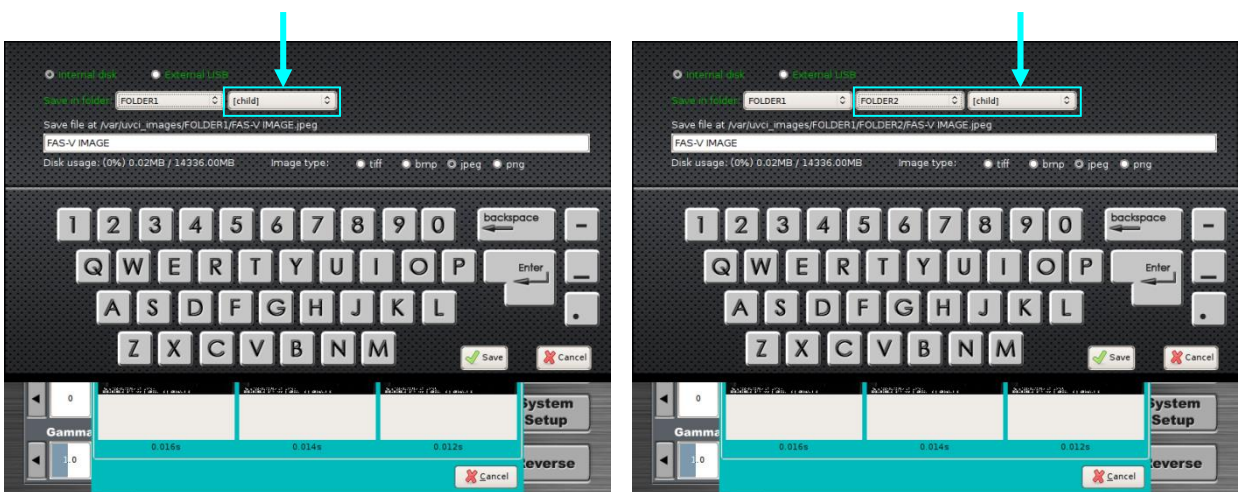 Internal disk External USB
Save in folder: FOLDER1 [child]
Save file at /var/uvci_images/FOLDER1/FAS-V IMAGE.jpeg
FAS-V IMAGE
Disk usage: (0%) 0.02MB / 14336.00MB Image type: tiff bmp jpeg png
1 2 3 4 5 6 7 8 9 0 backspace -
Q W E R T Y U I O P Enter _
A S D F G H J K L .
Z X C V B N M Save Cancel
0 System
Setup
Gamma
0.016s 0.014s 0.012s
1.0 Reverse
Cancel
Internal disk External USB
Save in folder: FOLDER1 FOLDER2 [child]
Save file at /var/uvci_images/FOLDER1/FOLDER2/FAS-V IMAGE.jpeg
FAS-V IMAGE
Disk usage: (0%) 0.02MB / 14336.00MB Image type: tiff bmp jpeg png
1 2 3 4 5 6 7 8 9 0 backspace -
Q W E R T Y U I O P Enter _
A S D F G H J K L .
Z X C V B N M Save Cancel
0 System
Setup
Gamma
0.016s 0.014s 0.012s
1.0 Reverse
Cancel